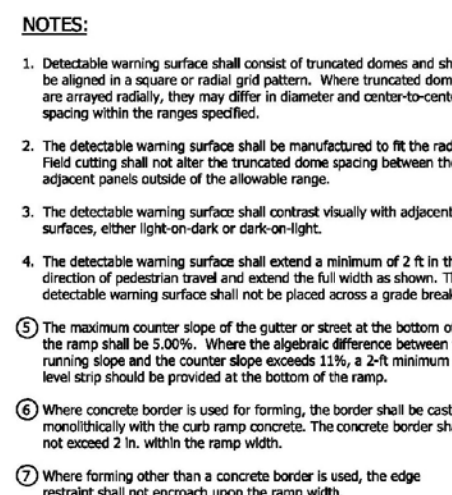 NOTES:
1. Detectable warning surface shall consist of truncated domes and sh
be aligned in a square or radial grid pattern. Where truncated dom
are arrayed radially, they may differ in diameter and center-to-cent
spacing within the ranges specified.
2. The detectable warning surface shall be manufactured to fit the rad
Field cutting shall not alter the truncated dome spacing between the
adjacent panels outside of the allowable range.
3. The detectable warning surface shall contrast visually with adjacent
surfaces, either light-on-dark or dark-on-light.
4. The detectable warning surface shall extend a minimum of 2 ft in th
direction of pedestrian travel and extend the full width as shown. T
detectable warning surface shall not be placed across a grade break
5 The maximum counter slope of the gutter or street at the bottom o
the ramp shall be 5.00%. Where the algebraic difference between
running slope and the counter slope exceeds 11%, a 2-ft minimum
level strip should be provided at the bottom of the ramp.
6 Where concrete border is used for forming, the border shall be cast
monolithically with the curb ramp concrete. The concrete border sh
not exceed 2 in. within the ramp width.
7 Where forming other than a concrete border is used, the edge
restraint shall not encroach upon the ramp width